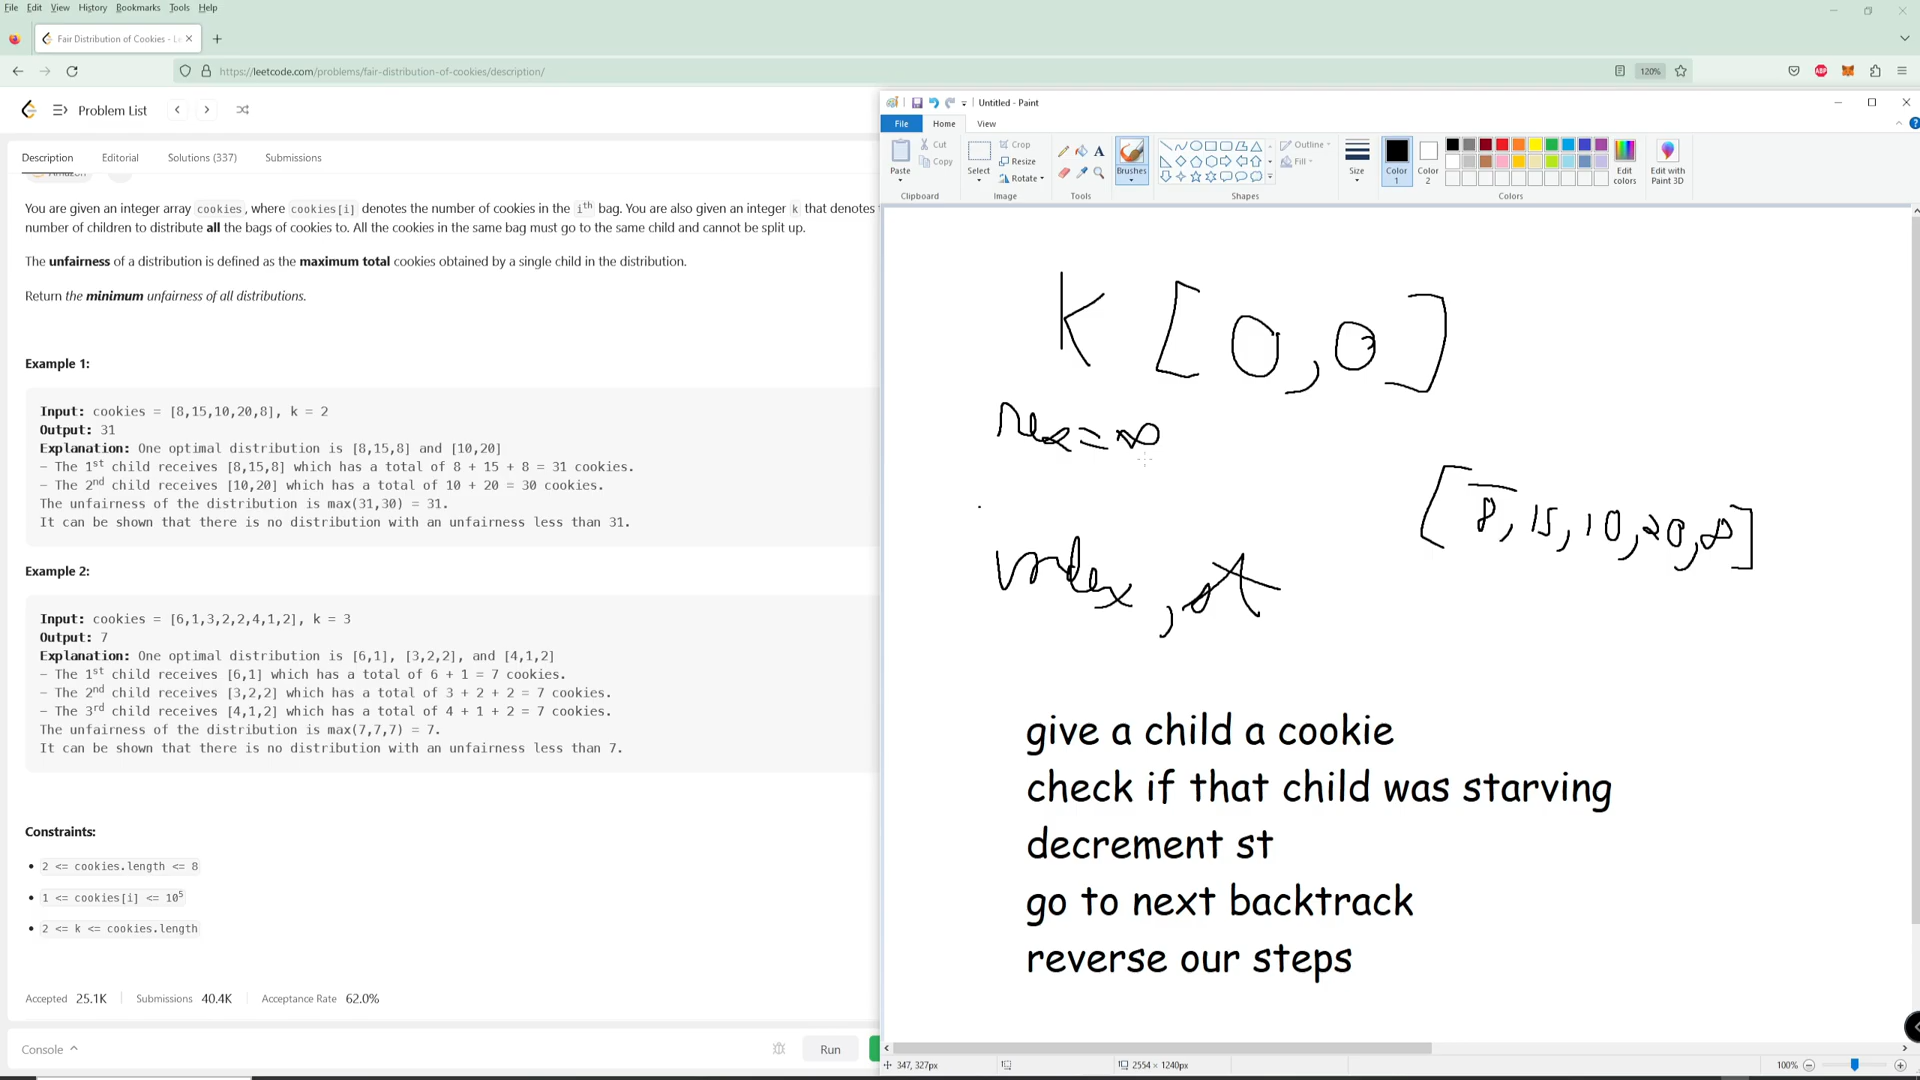 File Edit View History Bookmarks Tools Help
Fair Distribution of Cookies - Le
https://leetcode.com/problems/fair-distribution-of-cookies/description/
120%
ABP
Problem List
Description Editorial Solutions (337) Submissions
Amazon
You are given an integer array cookies, where cookies[i] denotes the number of cookies in the ith bag. You are also given an integer k that denotes
number of children to distribute all the bags of cookies to. All the cookies in the same bag must go to the same child and cannot be split up.
The unfairness of a distribution is defined as the maximum total cookies obtained by a single child in the distribution.
Return the minimum unfairness of all distributions.
Example 1:
Input: cookies = [8,15,10,20,8], k = 2
Output: 31
Explanation: One optimal distribution is [8,15,8] and [10,20]
- The 1st child receives [8,15,8] which has a total of 8 + 15 + 8 = 31 cookies.
- The 2nd child receives [10,20] which has a total of 10 + 20 = 30 cookies.
The unfairness of the distribution is max(31,30) = 31.
It can be shown that there is no distribution with an unfairness less than 31.
Example 2:
Input: cookies = [6,1,3,2,2,4,1,2], k = 3
Output: 7
Explanation: One optimal distribution is [6,1], [3,2,2], and [4,1,2]
- The 1st child receives [6,1] which has a total of 6 + 1 = 7 cookies.
- The 2nd child receives [3,2,2] which has a total of 3 + 2 + 2 = 7 cookies.
- The 3rd child receives [4,1,2] which has a total of 4 + 1 + 2 = 7 cookies.
The unfairness of the distribution is max(7,7,7) = 7.
It can be shown that there is no distribution with an unfairness less than 7.
Constraints:
• 2 <= cookies.length <= 8
• 1 <= cookies[i] <= 10^5
• 2 <= k <= cookies.length
Accepted 25.1K Submissions 40.4K Acceptance Rate 62.0%
Console Run
Untitled - Paint
File Home View
Paste Cut Copy
Clipboard
Select Crop Resize Rotate
Image
A
Tools
Brushes
Outline Fill
Shapes
Size
Color 1
Color 2
Edit colors
Edit with Paint 3D
Colors
K [0,0]
res=∞
[8,15,10,20,8]
index, st
give a child a cookie
check if that child was starving
decrement st
go to next backtrack
reverse our steps
347, 327px
2554 × 1240px
100%